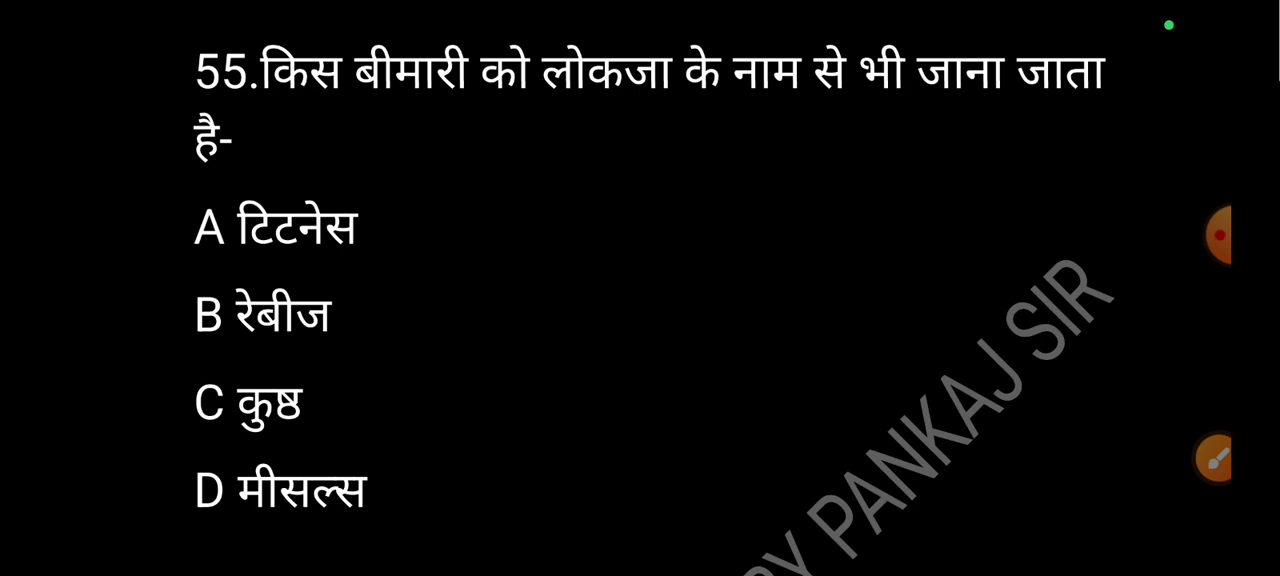 55.किस बीमारी को लोकजा के नाम से भी जाना जाता
है-
A टिटनेस
B रेबीज
C कुष्ठ
D मीसल्स
BY PANKAJ SIR